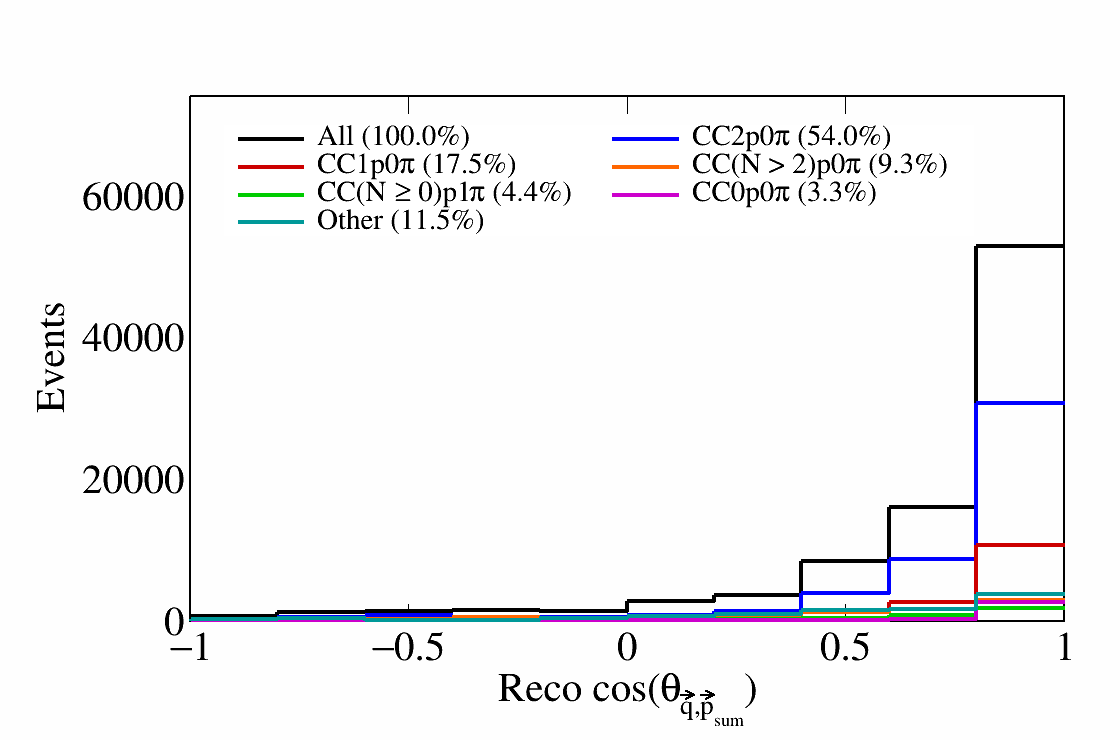 All (100.0%) CC2p0π (54.0%)
CC1p0π (17.5%) CC(N > 2)p0π (9.3%)
CC(N ≥ 0)p1π (4.4%) CC0p0π (3.3%)
Other (11.5%)
60000
40000
20000
0
Events
−1 −0.5 0 0.5 1
Reco cos(θq⃗,p⃗sum)